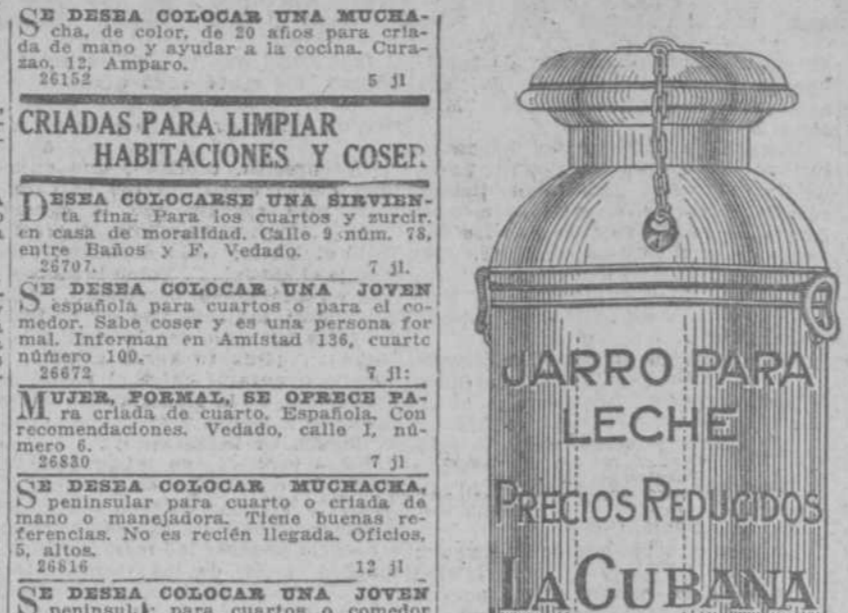 SE DESEA COLOCAR UNA MUCHA-
cha, de color, de 20 años para cria-
da de mano y ayudar a la cocina. Cura-
zao, 12, Amparo.
26152 5 jl
CRIADAS PARA LIMPIAR
HABITACIONES Y COSER
DESEA COLOCARSE UNA SIRVIEN-
ta fina. Para los cuartos y zurcir.
en casa de moralidad. Calle 9 núm. 78,
entre Baños y F, Vedado.
26707. 7 jl.
SE DESEA COLOCAR UNA JOVEN
española para cuartos o para el co-
medor. Sabe coser y es una persona for
mal. Informan en Amistad 136, cuarto
número 100.
26672 7 jl:
MUJER, FORMAL, SE OFRECE PA-
ra criada de cuarto. Española. Con
recomendaciones. Vedado, calle I, nú-
mero 6.
26830 7 jl
SE DESEA COLOCAR MUCHACHA,
peninsular para cuarto o criada de
mano o manejadora. Tiene buenas re-
ferencias. No es recién llegada. Oficios,
5, altos.
26816 12 jl
SE DESEA COLOCAR UNA JOVEN
peninsular para cuartos o comedor
JARRO PARA
LECHE
PRECIOS REDUCIDOS
LA CUBANA